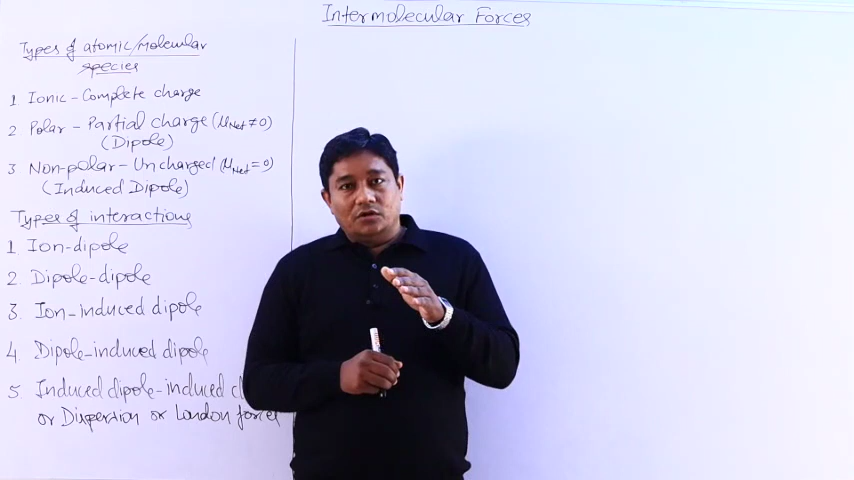 Intermolecular Forces
Types of atomic/molecular
species
1 Ionic - Complete charge
2 Polar - Partial charge (μNet ≠ 0)
(Dipole)
3 Non-polar - Uncharged (μNet = 0)
(Induced Dipole)
Types of interactions
1. Ion-dipole
2. Dipole-dipole
3. Ion-induced dipole
4. Dipole-induced dipole
5 Induced dipole-induced d
or Dispersion or London forces